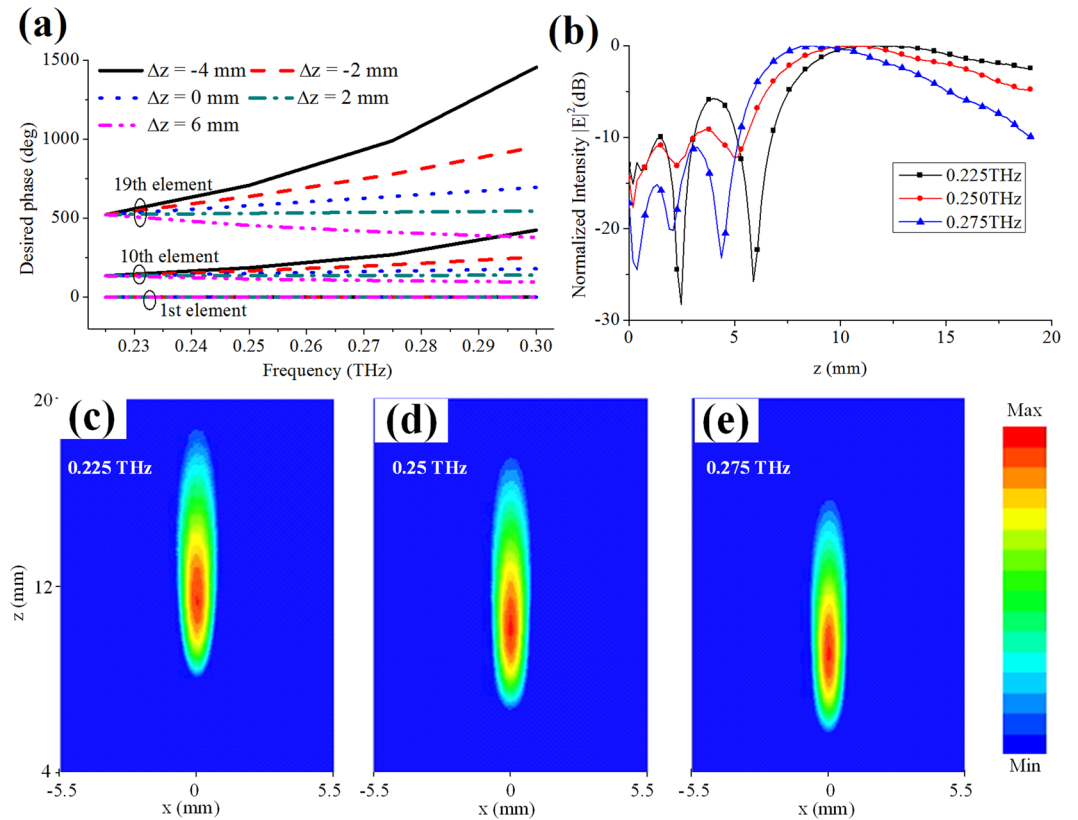 (a)
1500
1000
500
0
Desired phase (deg)
Δz = -4 mm
Δz = -2 mm
Δz = 0 mm
Δz = 2 mm
Δz = 6 mm
19th element
10th element
1st element
0.23 0.24 0.25 0.26 0.27 0.28 0.29 0.30
Frequency (THz)
(b)
0
-10
-20
-30
Normalized Intensity |E|²(dB)
0.225THz
0.250THz
0.275THz
0 5 10 15 20
z (mm)
(c)
0.225 THz
20
12
4
z (mm)
-5.5 0 5.5
x (mm)
(d)
0.25 THz
-5.5 0 5.5
x (mm)
(e)
0.275 THz
-5.5 0 5.5
x (mm)
Max
Min